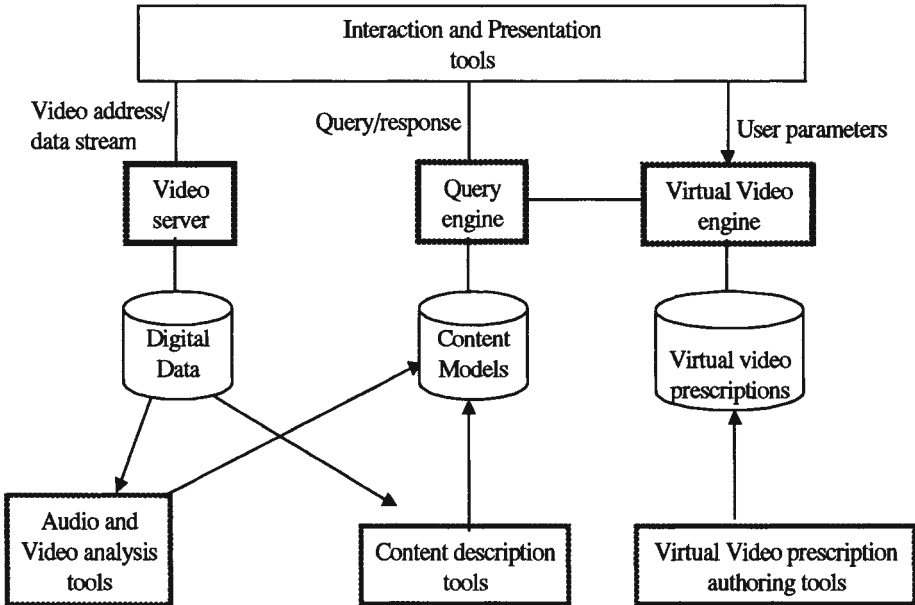 Interaction and Presentation
tools
Video address/
data stream
Query/response
User parameters
Video
server
Query
engine
Virtual Video
engine
Digital
Data
Content
Models
Virtual video
prescriptions
Audio and
Video analysis
tools
Content description
tools
Virtual Video prescription
authoring tools